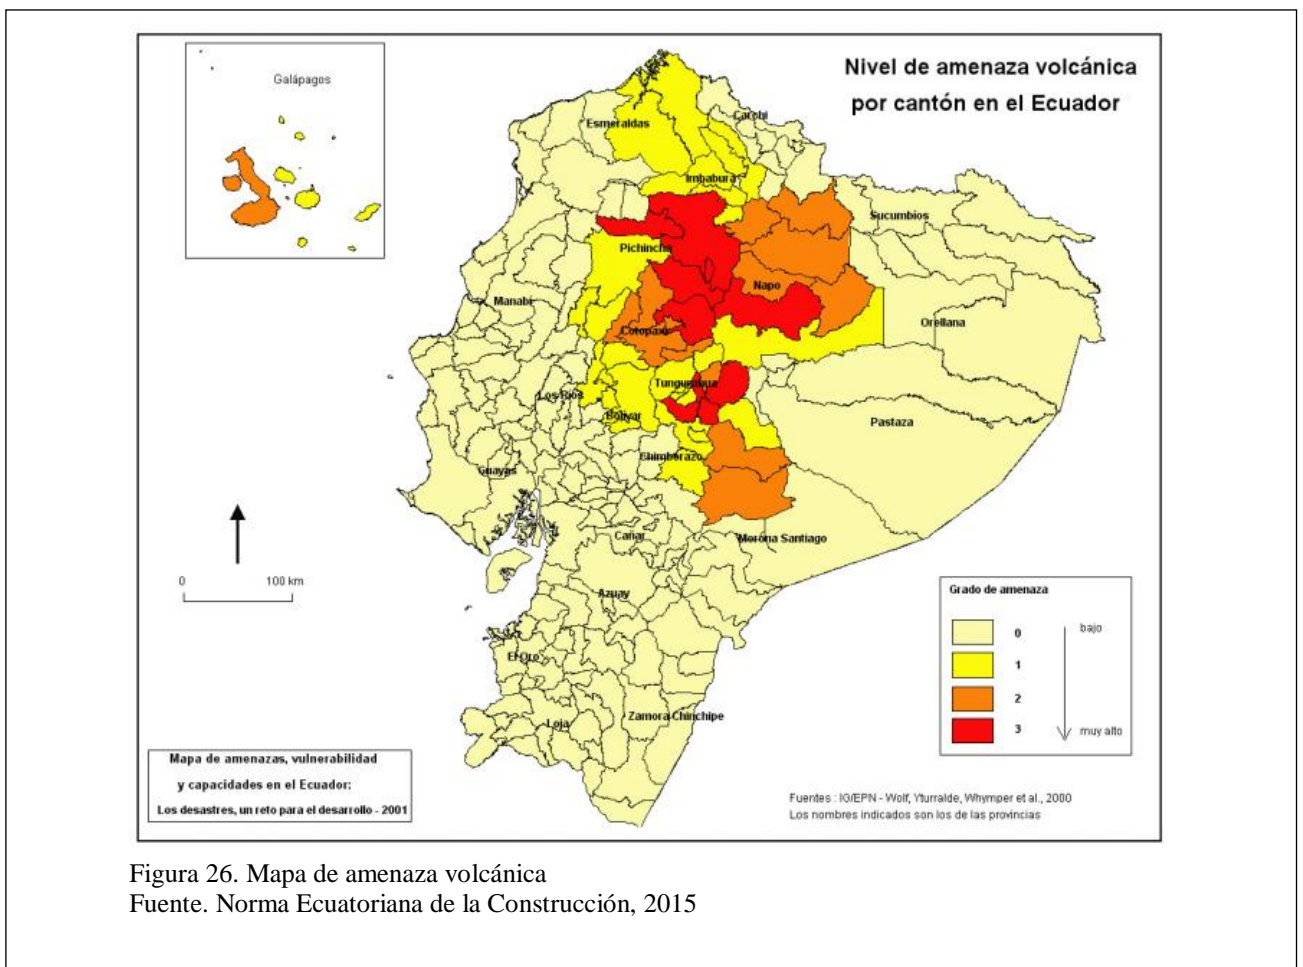 Nivel de amenaza volcánica
por cantón en el Ecuador
Galápagos
Esmeraldas
Carchi
Imbabura
Sucumbios
Pichincha
Napo
Manabi
Orellana
Cotopaxi
Tungurahua
Los Rios
Bolivar
Pastaza
Chimborazo
Guayas
Cañar
Morona Santiago
Azuay
El Oro
Loja
Zamora Chinchipe
0 100 km
Grado de amenaza
0 bajo
1
2
3 muy alto
Mapa de amenazas, vulnerabilidad
y capacidades en el Ecuador:
Los desastres, un reto para el desarrollo - 2001
Fuentes : IG/EPN - Wolf, Yturralde, Whymper et al., 2000
Los nombres indicados son los de las provincias
Figura 26. Mapa de amenaza volcánica
Fuente. Norma Ecuatoriana de la Construcción, 2015